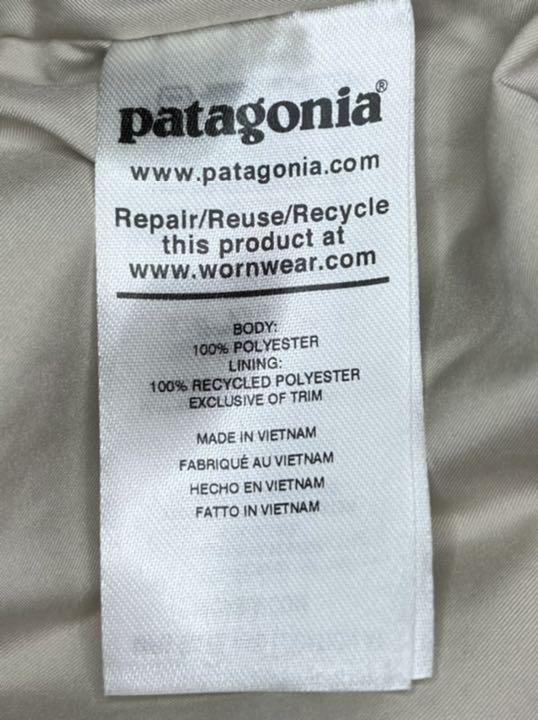 patagonia®
www.patagonia.com
Repair/Reuse/Recycle
this product at
www.wornwear.com
BODY:
100% POLYESTER
LINING:
100% RECYCLED POLYESTER
EXCLUSIVE OF TRIM
MADE IN VIETNAM
FABRIQUÉ AU VIETNAM
HECHO EN VIETNAM
FATTO IN VIETNAM